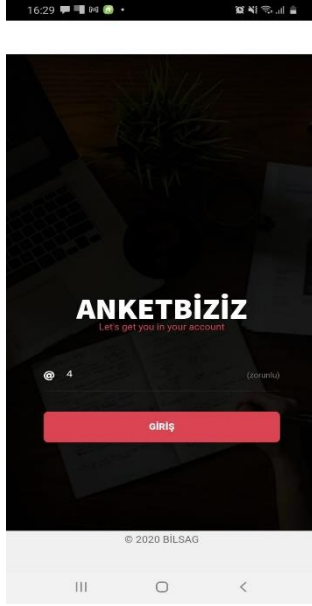 16:29
ANKETBİZİZ
Let's get you in your account
@ 4 (zorunlu)
GİRİŞ
© 2020 BİLSAG